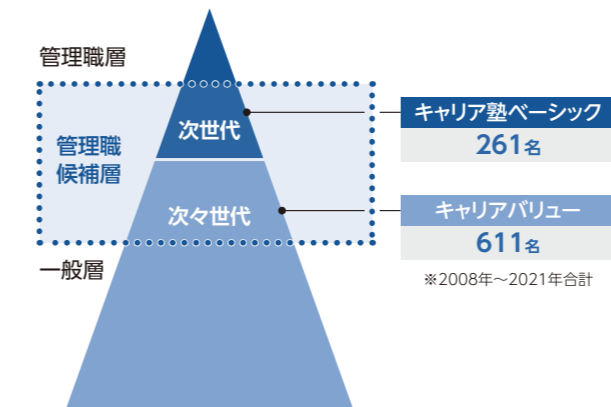 管理職層
管理職
候補層
次世代
次々世代
一般層
キャリア塾ベーシック
261名
キャリアバリュー
611名
※2008年～2021年合計